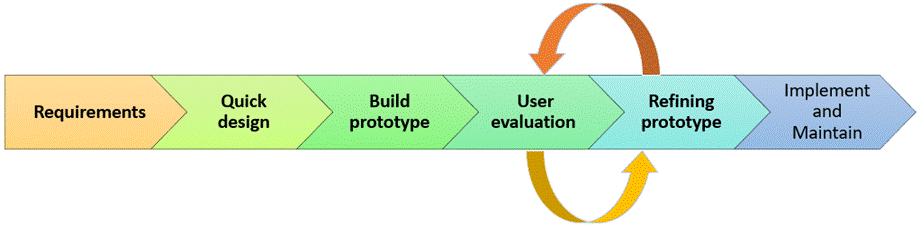 Requirements
Quick
design
Build
prototype
User
evaluation
Refining
prototype
Implement
and
Maintain